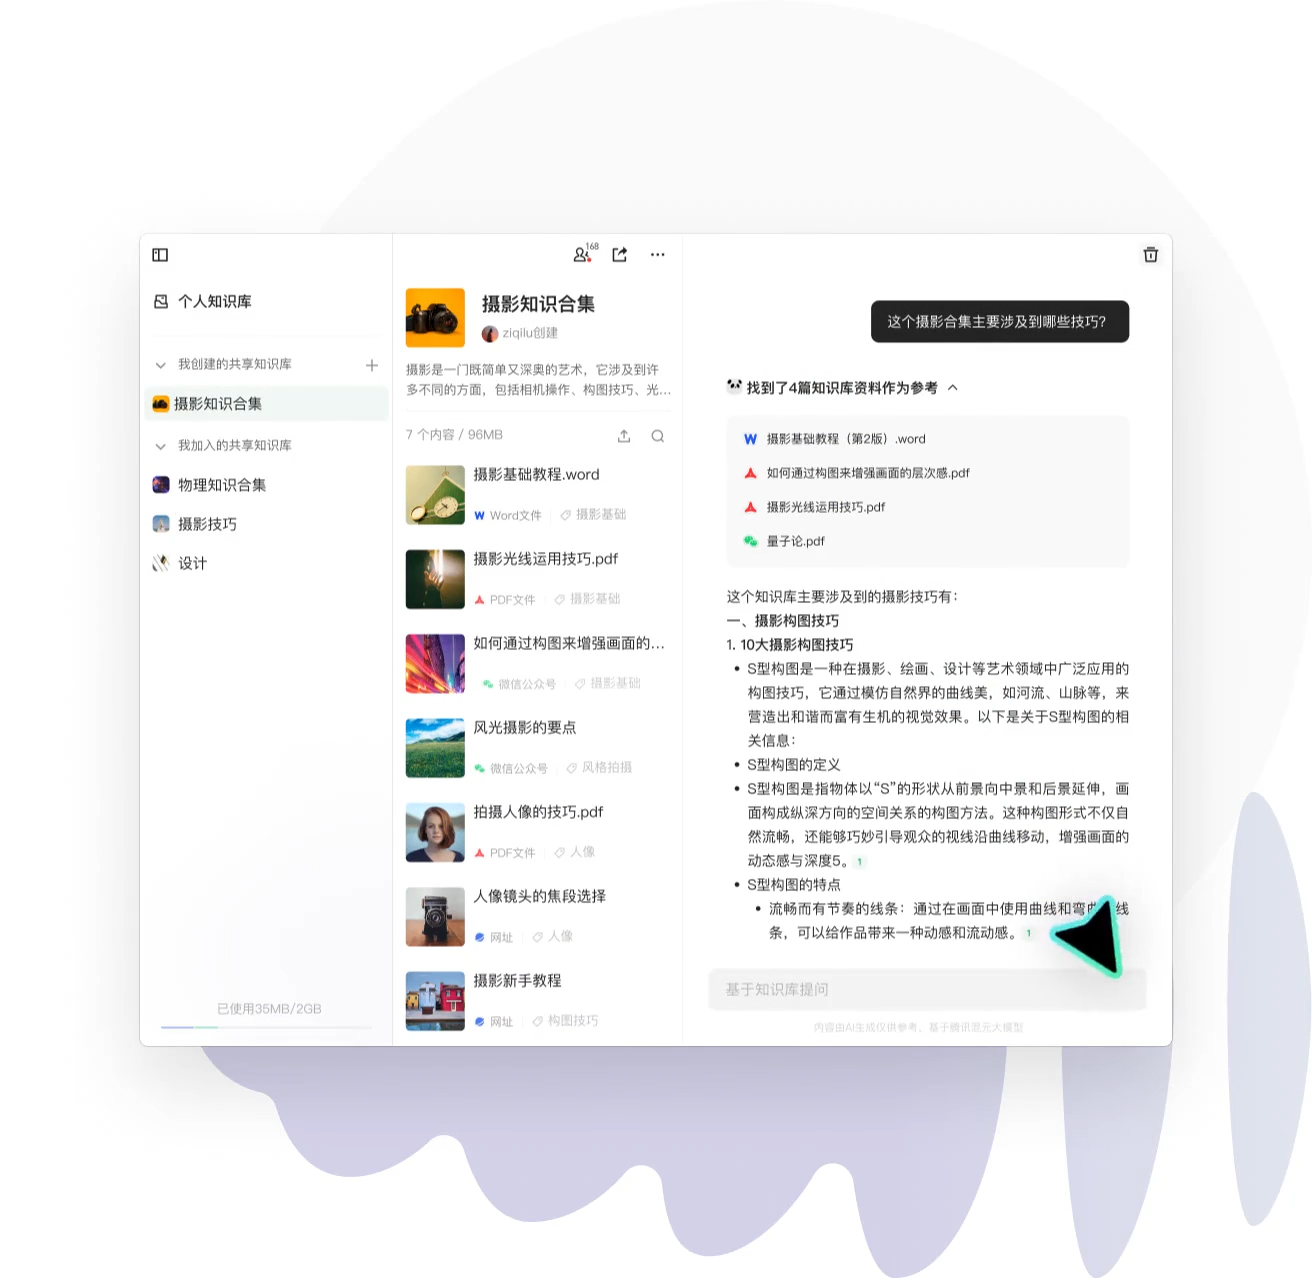 个人知识库
我创建的共享知识库
摄影知识合集
我加入的共享知识库
物理知识合集
摄影技巧
设计
已使用35MB/2GB
168
摄影知识合集
ziqilu创建
摄影是一门既简单又深奥的艺术，它涉及到许
多不同的方面，包括相机操作、构图技巧、光...
7 个内容 / 96MB
摄影基础教程.word
Word文件 摄影基础
摄影光线运用技巧.pdf
PDF文件 摄影基础
如何通过构图来增强画面的...
微信公众号 摄影基础
风光摄影的要点
微信公众号 风格拍摄
拍摄人像的技巧.pdf
PDF文件 人像
人像镜头的焦段选择
网址 人像
摄影新手教程
网址 构图技巧
这个摄影合集主要涉及到哪些技巧？
找到了4篇知识库资料作为参考
摄影基础教程（第2版）.word
如何通过构图来增强画面的层次感.pdf
摄影光线运用技巧.pdf
量子论.pdf
这个知识库主要涉及到的摄影技巧有：
一、摄影构图技巧
1. 10大摄影构图技巧
• S型构图是一种在摄影、绘画、设计等艺术领域中广泛应用的
构图技巧，它通过模仿自然界的曲线美，如河流、山脉等，来
营造出和谐而富有生机的视觉效果。以下是关于S型构图的相
关信息：
• S型构图的定义
• S型构图是指物体以“S”的形状从前景向中景和后景延伸，画
面构成纵深方向的空间关系的构图方法。这种构图形式不仅自
然流畅，还能够巧妙引导观众的视线沿曲线移动，增强画面的
动态感与深度5。 1
• S型构图的特点
• 流畅而有节奏的线条：通过在画面中使用曲线和弯曲线
条，可以给作品带来一种动感和流动感。 1
基于知识库提问
内容由AI生成仅供参考，基于腾讯混元大模型